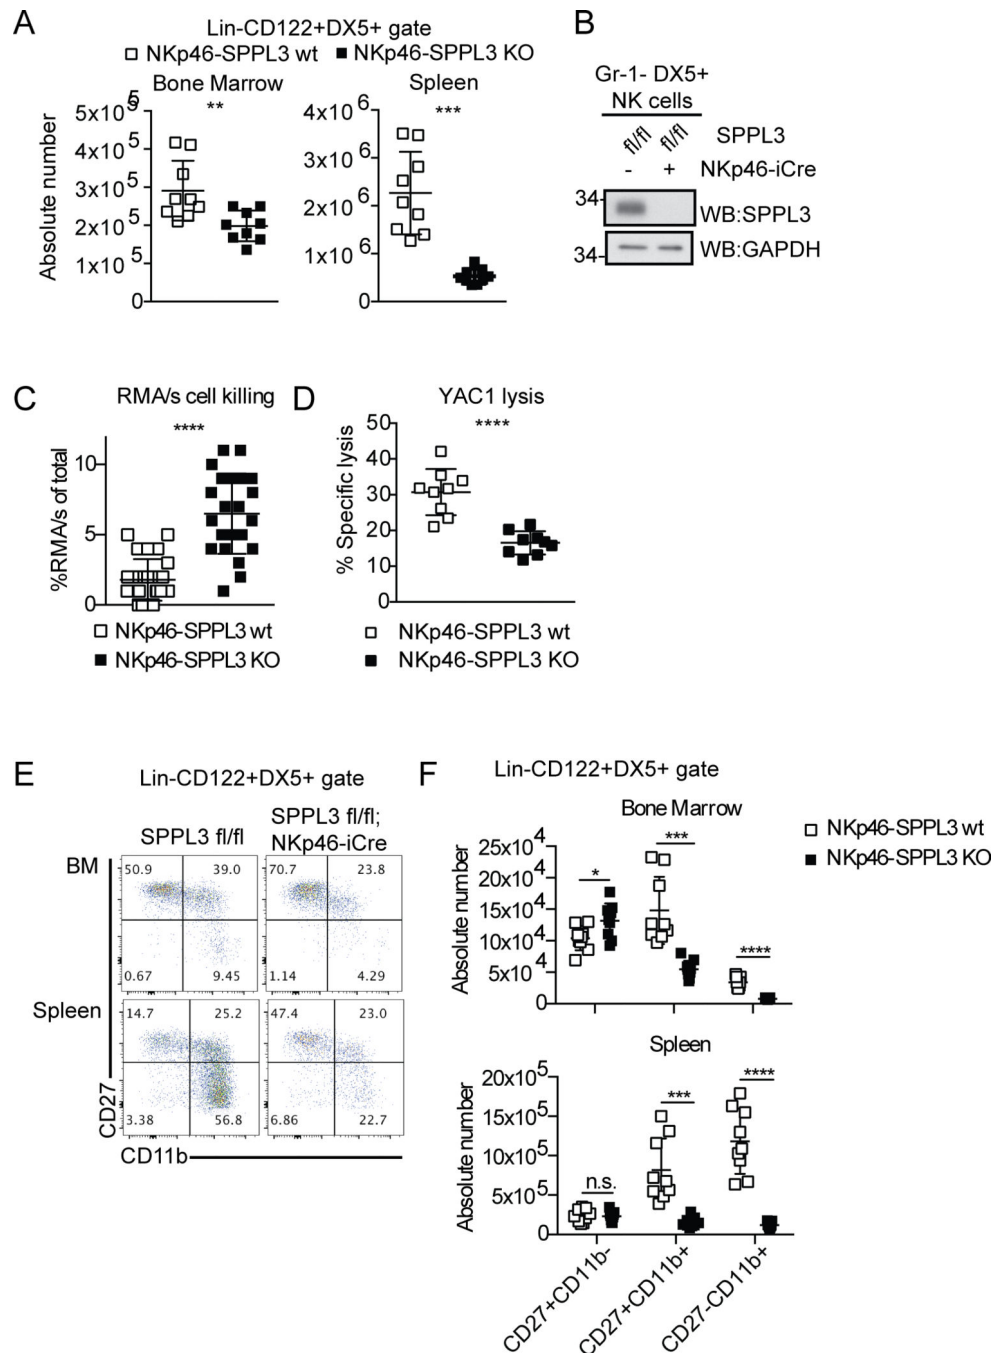 A
Lin-CD122+DX5+ gate
NKp46-SPPL3 wt NKp46-SPPL3 KO
Bone Marrow
Spleen
Absolute number
5x10 5
4x10 5
3x10 5
2x10 5
1x10 5
0
**
4x10 6
3x10 6
2x10 6
1x10 6
0
***
B
Gr-1- DX5+
NK cells
fl/fl fl/fl SPPL3
- + NKp46-iCre
34 WB:SPPL3
34 WB:GAPDH
C
RMA/s cell killing
****
%RMA/s of total
10
5
0
NKp46-SPPL3 wt
NKp46-SPPL3 KO
D
YAC1 lysis
****
% Specific lysis
50
40
30
20
10
0
NKp46-SPPL3 wt
NKp46-SPPL3 KO
E
Lin-CD122+DX5+ gate
SPPL3 fl/fl
SPPL3 fl/fl;
NKp46-iCre
BM
50.9 39.0 70.7 23.8
0.67 9.45 1.14 4.29
Spleen
14.7 25.2 47.4 23.0
3.38 56.8 6.86 22.7
CD27
CD11b
F
Lin-CD122+DX5+ gate
Bone Marrow
NKp46-SPPL3 wt
NKp46-SPPL3 KO
Absolute number
25x10 4
20x10 4
15x10 4
10x10 4
5x10 4
0
* *** ****
Spleen
Absolute number
20x10 5
15x10 5
10x10 5
5x10 5
0
n.s. *** ****
CD27+CD11b-
CD27+CD11b+
CD27-CD11b+